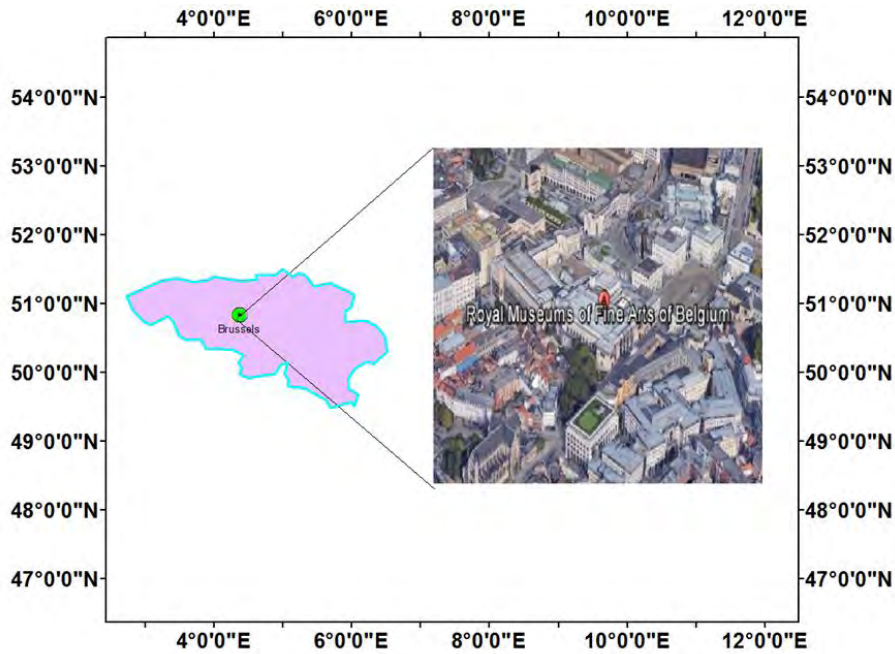 4°0'0"E 6°0'0"E 8°0'0"E 10°0'0"E 12°0'0"E
54°0'0"N 54°0'0"N
53°0'0"N 53°0'0"N
52°0'0"N 52°0'0"N
51°0'0"N 51°0'0"N
Brussels Royal Museums of Fine Arts of Belgium
50°0'0"N 50°0'0"N
49°0'0"N 49°0'0"N
48°0'0"N 48°0'0"N
47°0'0"N 47°0'0"N
4°0'0"E 6°0'0"E 8°0'0"E 10°0'0"E 12°0'0"E